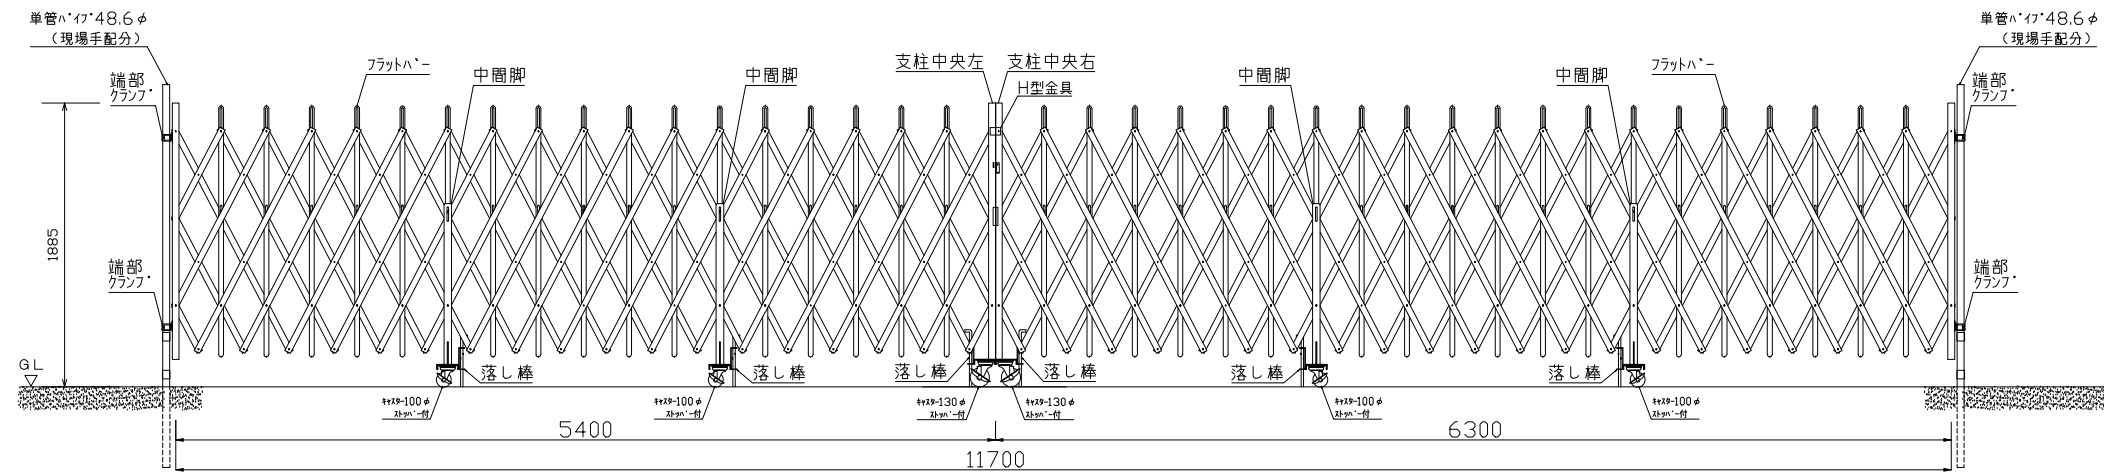 単管ﾊﾟｲﾌﾟ48.6φ
（現場手配分）
単管ﾊﾟｲﾌﾟ48.6φ
（現場手配分）
端部
ｸﾗﾝﾌﾟ
ﾌﾗｯﾄﾊﾞｰ
中間脚
中間脚
支柱中央左
支柱中央右
H型金具
中間脚
中間脚
ﾌﾗｯﾄﾊﾞｰ
端部
ｸﾗﾝﾌﾟ
1885
端部
ｸﾗﾝﾌﾟ
端部
ｸﾗﾝﾌﾟ
GL
落し棒
落し棒
落し棒
落し棒
落し棒
落し棒
ｷｬｽﾀｰ100φ
ｽﾄｯﾊﾟｰ付
ｷｬｽﾀｰ100φ
ｽﾄｯﾊﾟｰ付
ｷｬｽﾀｰ130φ
ｽﾄｯﾊﾟｰ付
ｷｬｽﾀｰ130φ
ｽﾄｯﾊﾟｰ付
ｷｬｽﾀｰ100φ
ｽﾄｯﾊﾟｰ付
ｷｬｽﾀｰ100φ
ｽﾄｯﾊﾟｰ付
5400
6300
11700